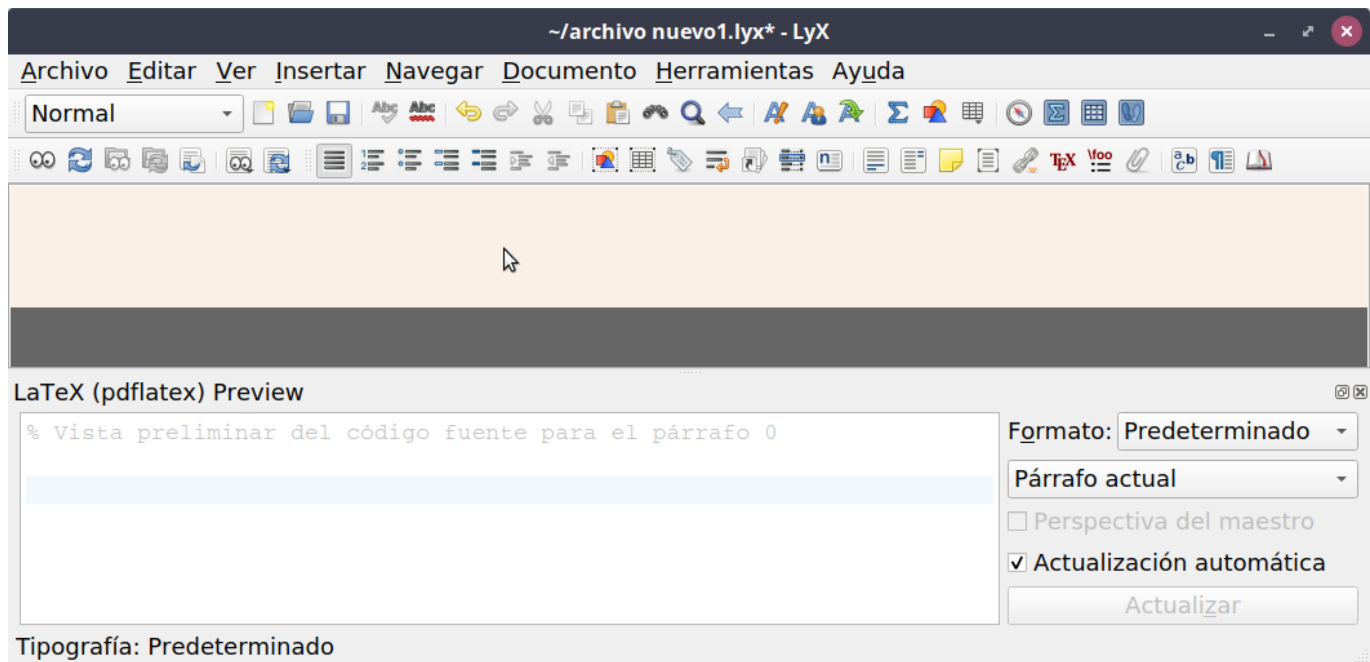 ~/archivo nuevo1.lyx* - LyX
Archivo Editar Ver Insertar Navegar Documento Herramientas Ayuda
Normal
LaTeX (pdflatex) Preview
% Vista preliminar del código fuente para el párrafo 0
Formato: Predeterminado
Párrafo actual
Perspectiva del maestro
Actualización automática
Actualizar
Tipografía: Predeterminado